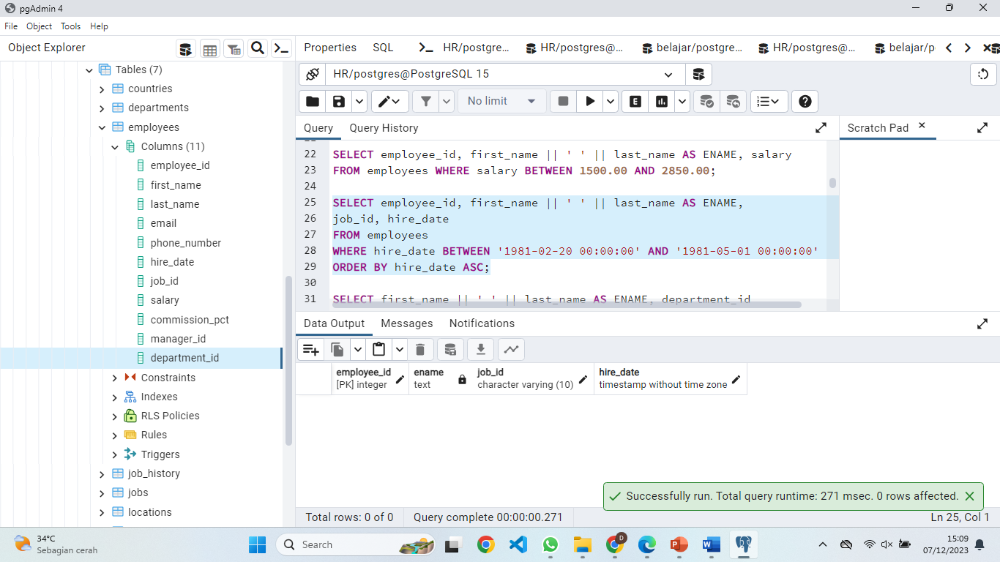 pgAdmin 4
File Object Tools Help
Object Explorer
Tables (7)
countries
departments
employees
Columns (11)
employee_id
first_name
last_name
email
phone_number
hire_date
job_id
salary
commission_pct
manager_id
department_id
Constraints
Indexes
RLS Policies
Rules
Triggers
job_history
jobs
locations
Properties SQL HR/postgre... HR/postgres@... belajar/postgre... HR/postgres@... belajar/p
HR/postgres@PostgreSQL 15
No limit
Query Query History
22 SELECT employee_id, first_name || ' ' || last_name AS ENAME, salary
23 FROM employees WHERE salary BETWEEN 1500.00 AND 2850.00;
24
25 SELECT employee_id, first_name || ' ' || last_name AS ENAME,
26 job_id, hire_date
27 FROM employees
28 WHERE hire_date BETWEEN '1981-02-20 00:00:00' AND '1981-05-01 00:00:00'
29 ORDER BY hire_date ASC;
30
31 SELECT first_name || ' ' || last_name AS ENAME, department_id
Scratch Pad
Data Output Messages Notifications
employee_id ename job_id hire_date
[PK] integer text character varying (10) timestamp without time zone
Successfully run. Total query runtime: 271 msec. 0 rows affected.
Total rows: 0 of 0 Query complete 00:00:00.271 Ln 25, Col 1
34°C
Sebagian cerah
Search
D
15:09
07/12/2023